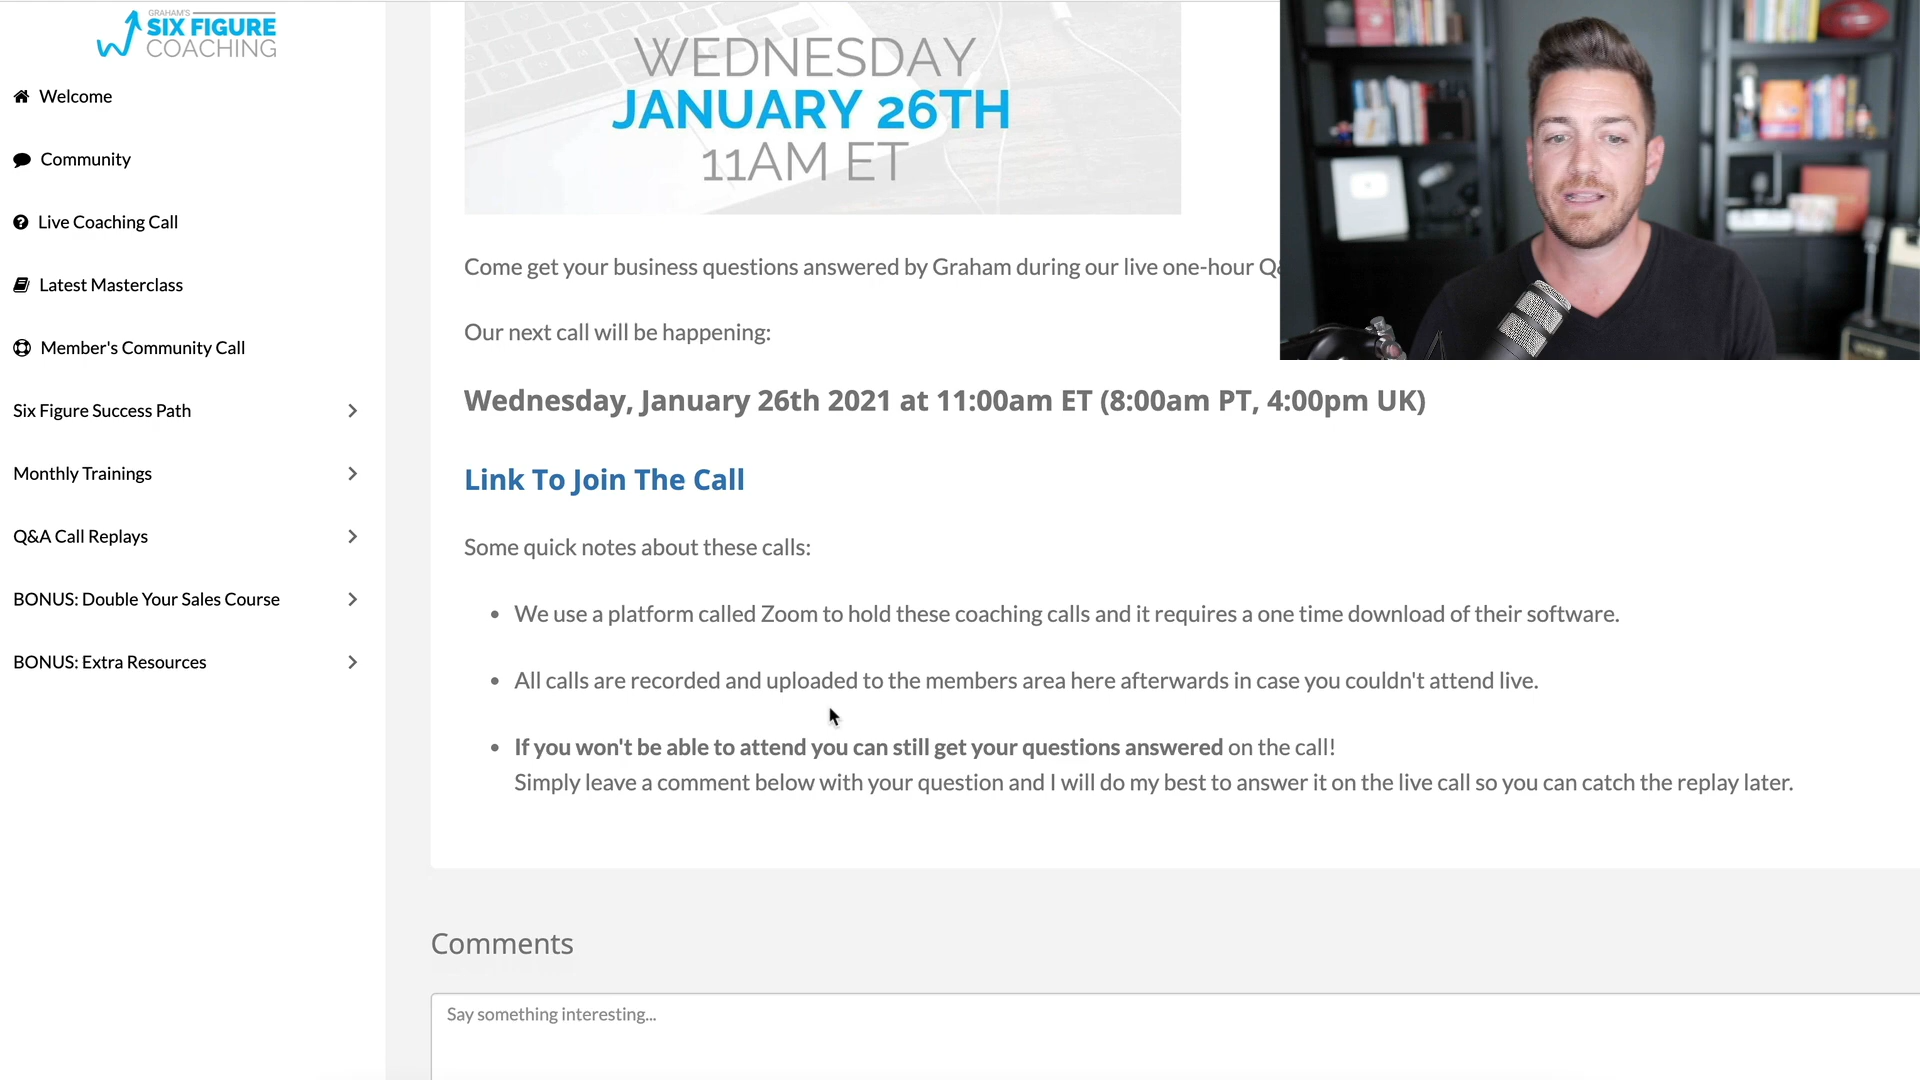 GRAHAM'S
SIX FIGURE
COACHING
Welcome
Community
Live Coaching Call
Latest Masterclass
Member's Community Call
Six Figure Success Path
Monthly Trainings
Q&A Call Replays
BONUS: Double Your Sales Course
BONUS: Extra Resources
WEDNESDAY
JANUARY 26TH
11AM ET
Come get your business questions answered by Graham during our live one-hour
Our next call will be happening:
Wednesday, January 26th 2021 at 11:00am ET (8:00am PT, 4:00pm UK)
Link To Join The Call
Some quick notes about these calls:
We use a platform called Zoom to hold these coaching calls and it requires a one time download of their software.
All calls are recorded and uploaded to the members area here afterwards in case you couldn't attend live.
If you won't be able to attend you can still get your questions answered on the call!
Simply leave a comment below with your question and I will do my best to answer it on the live call so you can catch the replay later.
Comments
Say something interesting...